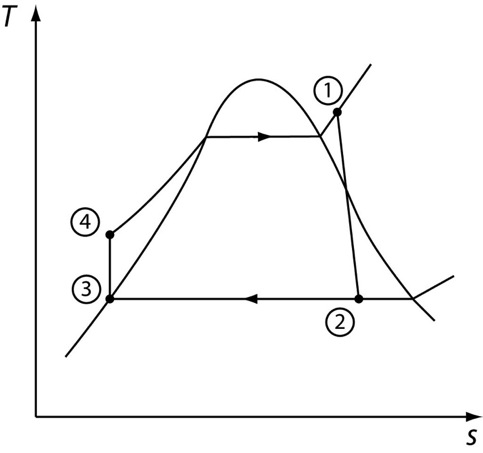 T
①
④
③
②
s